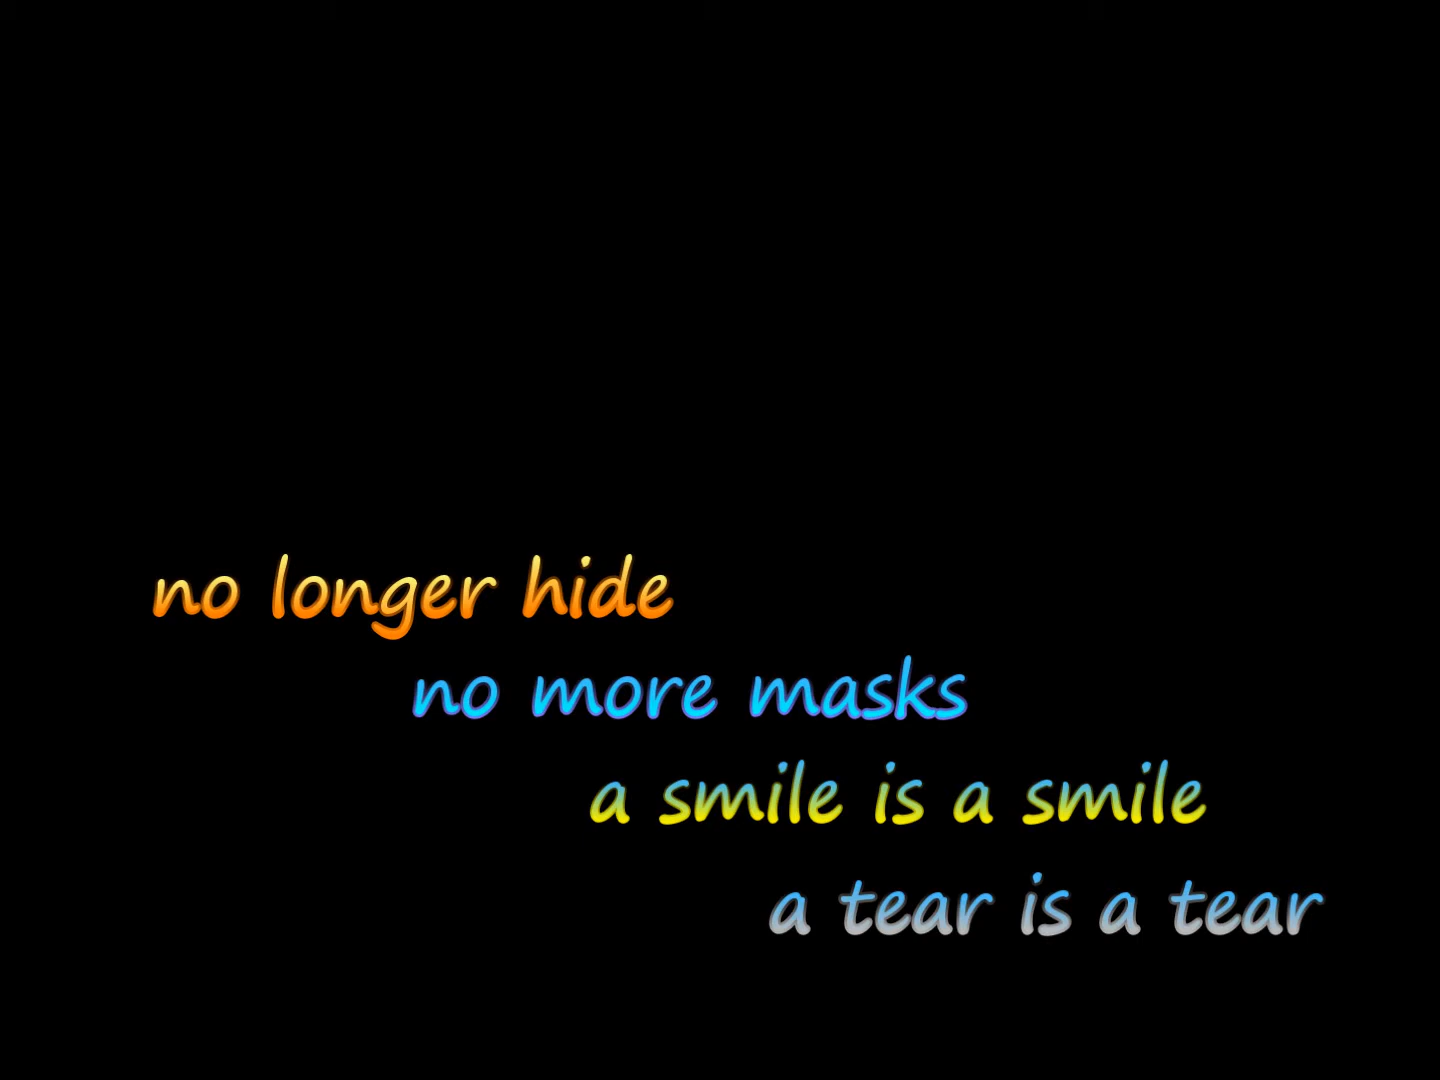 no longer hide
no more masks
a smile is a smile
a tear is a tear